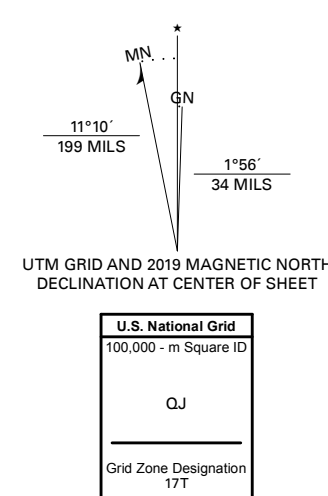 ★
MN
GN
11°10´
199 MILS
1°56´
34 MILS
UTM GRID AND 2019 MAGNETIC NORTH
DECLINATION AT CENTER OF SHEET
U.S. National Grid
100,000 - m Square ID
QJ
Grid Zone Designation
17T